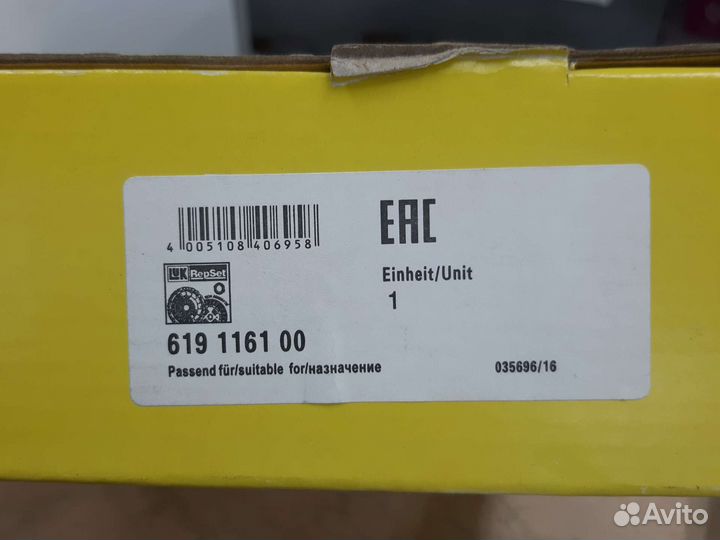 EAC
4 005108 406958
LUK RepSet
Einheit/Unit
1
619 1161 00
Passend für/suitable for/назначение
035696/16
Avito